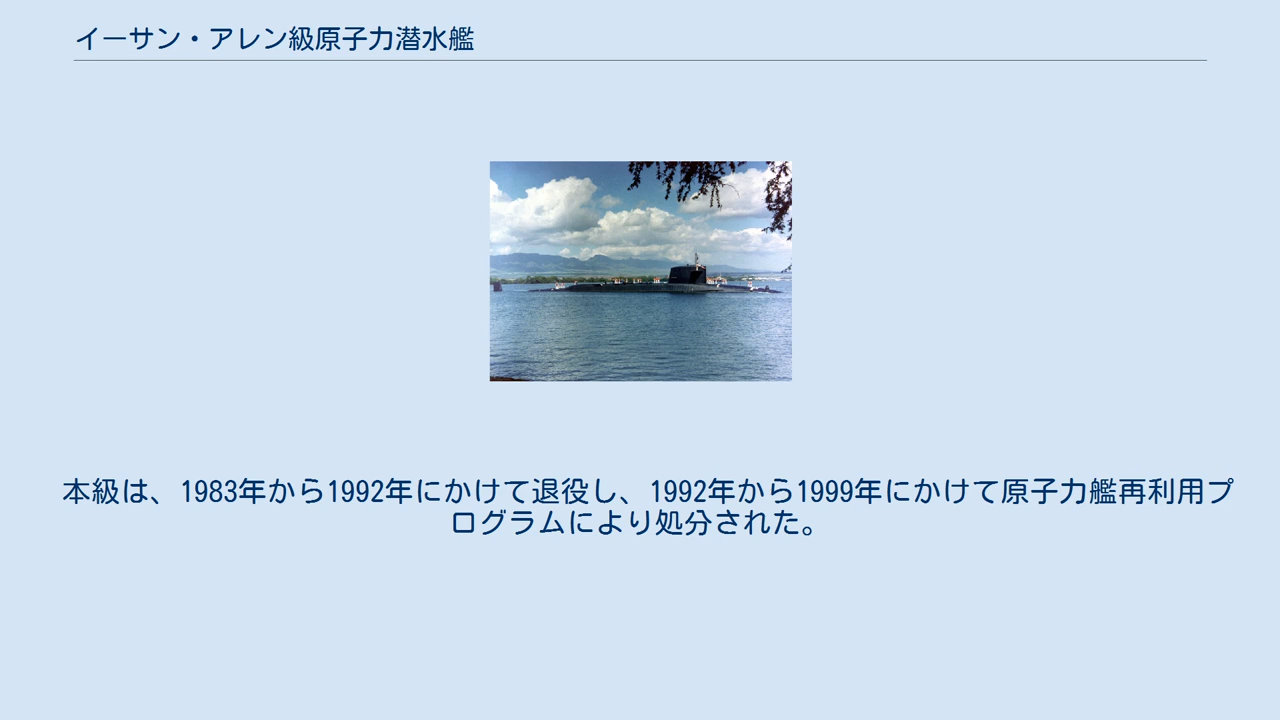 イーサン・アレン級原子力潜水艦
本級は、1983年から1992年にかけて退役し、1992年から1999年にかけて原子力艦再利用プ
ログラムにより処分された。